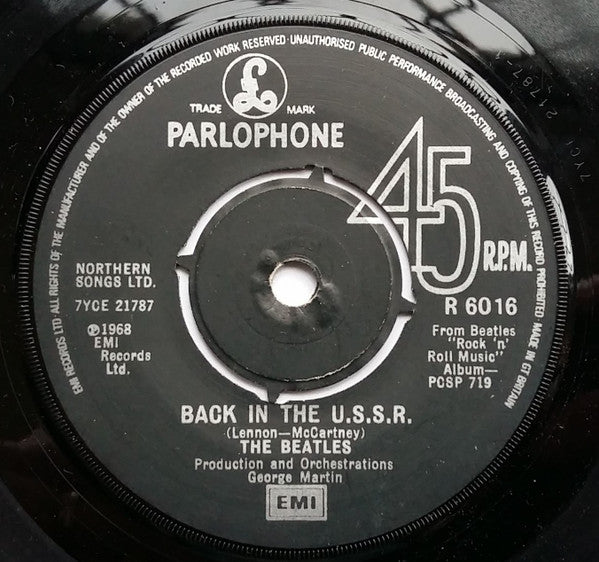 EMI RECORDS LTD· ALL RIGHTS OF THE MANUFACTURER AND OF THE OWNER OF THE RECORDED WORK RESERVED·UNAUTHORISED PUBLIC PERFORMANCE BROADCASTING AND COPYING OF THIS RECORD PROHIBITED MADE IN GT BRITAIN
£
TRADE MARK
PARLOPHONE
45
R.P.M.
NORTHERN
SONGS LTD.
7YCE 21787
Ⓟ1968
EMI
Records
Ltd.
R 6016
From Beatles
"Rock 'n'
Roll Music"
Album—
PCSP 719
BACK IN THE U.S.S.R.
(Lennon—McCartney)
THE BEATLES
Production and Orchestrations
George Martin
EMI